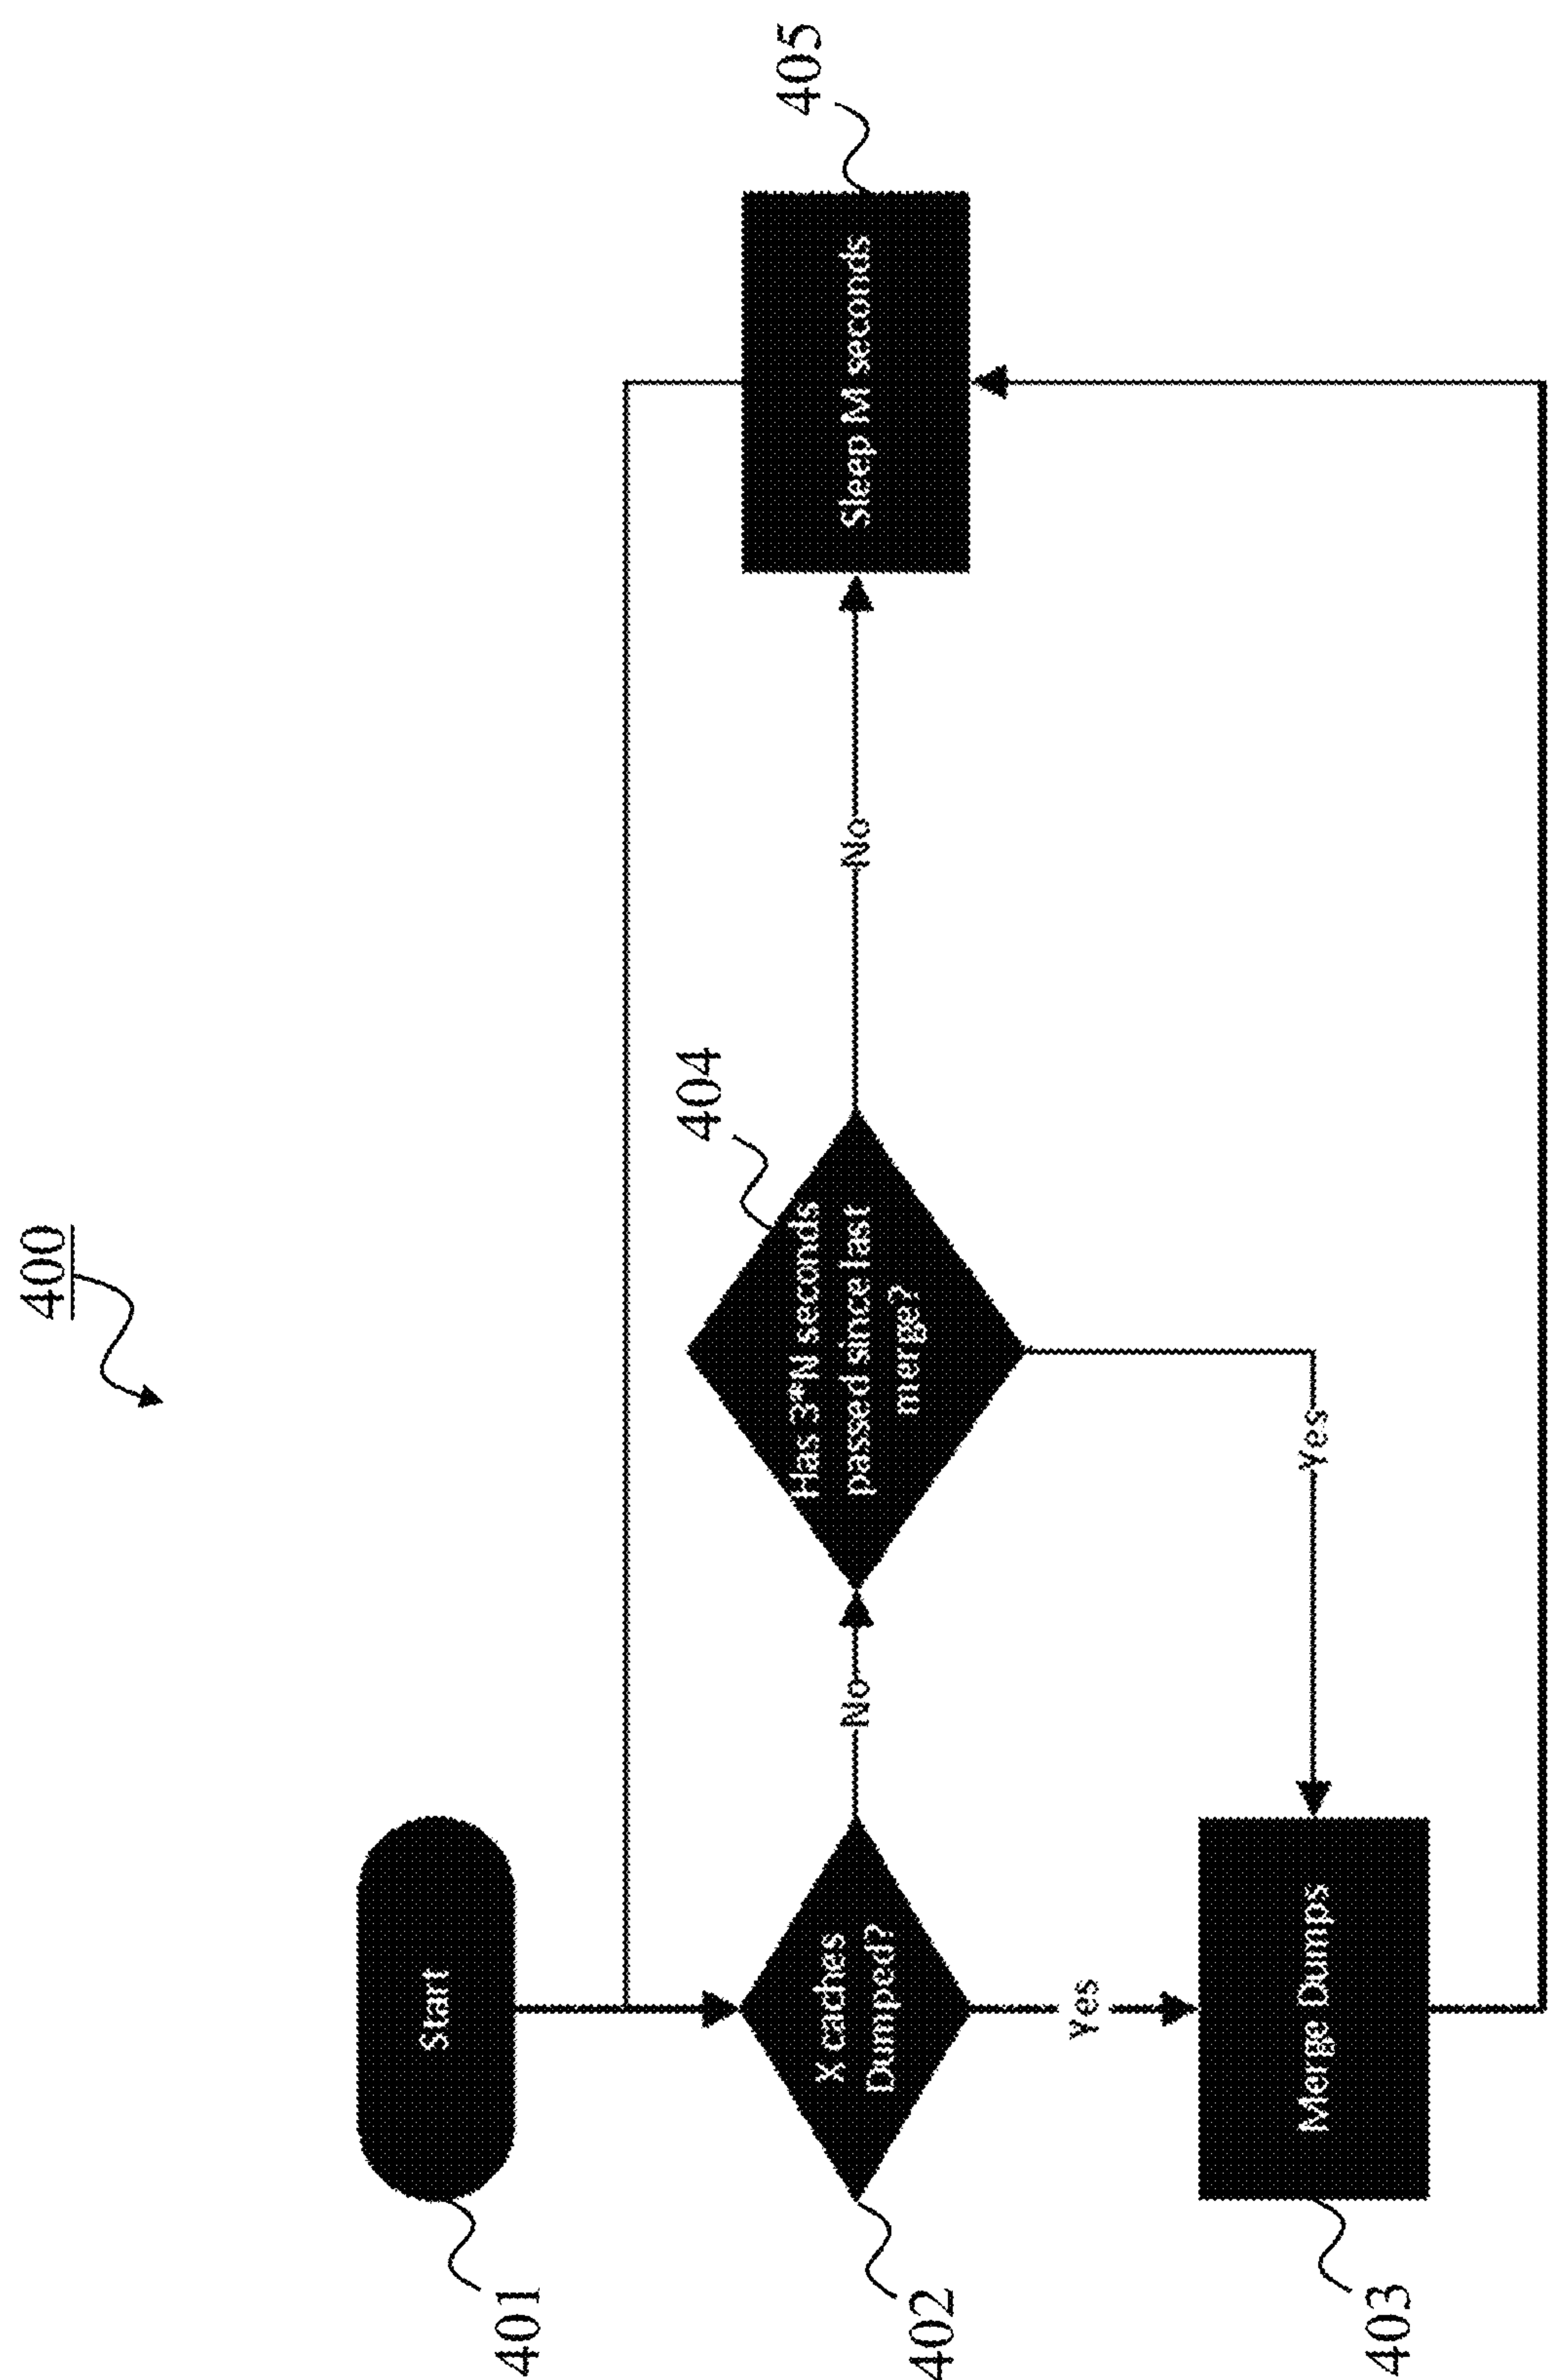 400
401
Start
402
X caches
Dumped?
No
Yes
403
Merge Dumps
404
Has 3*N seconds
passed since last
merge?
No
Yes
405
Sleep M seconds